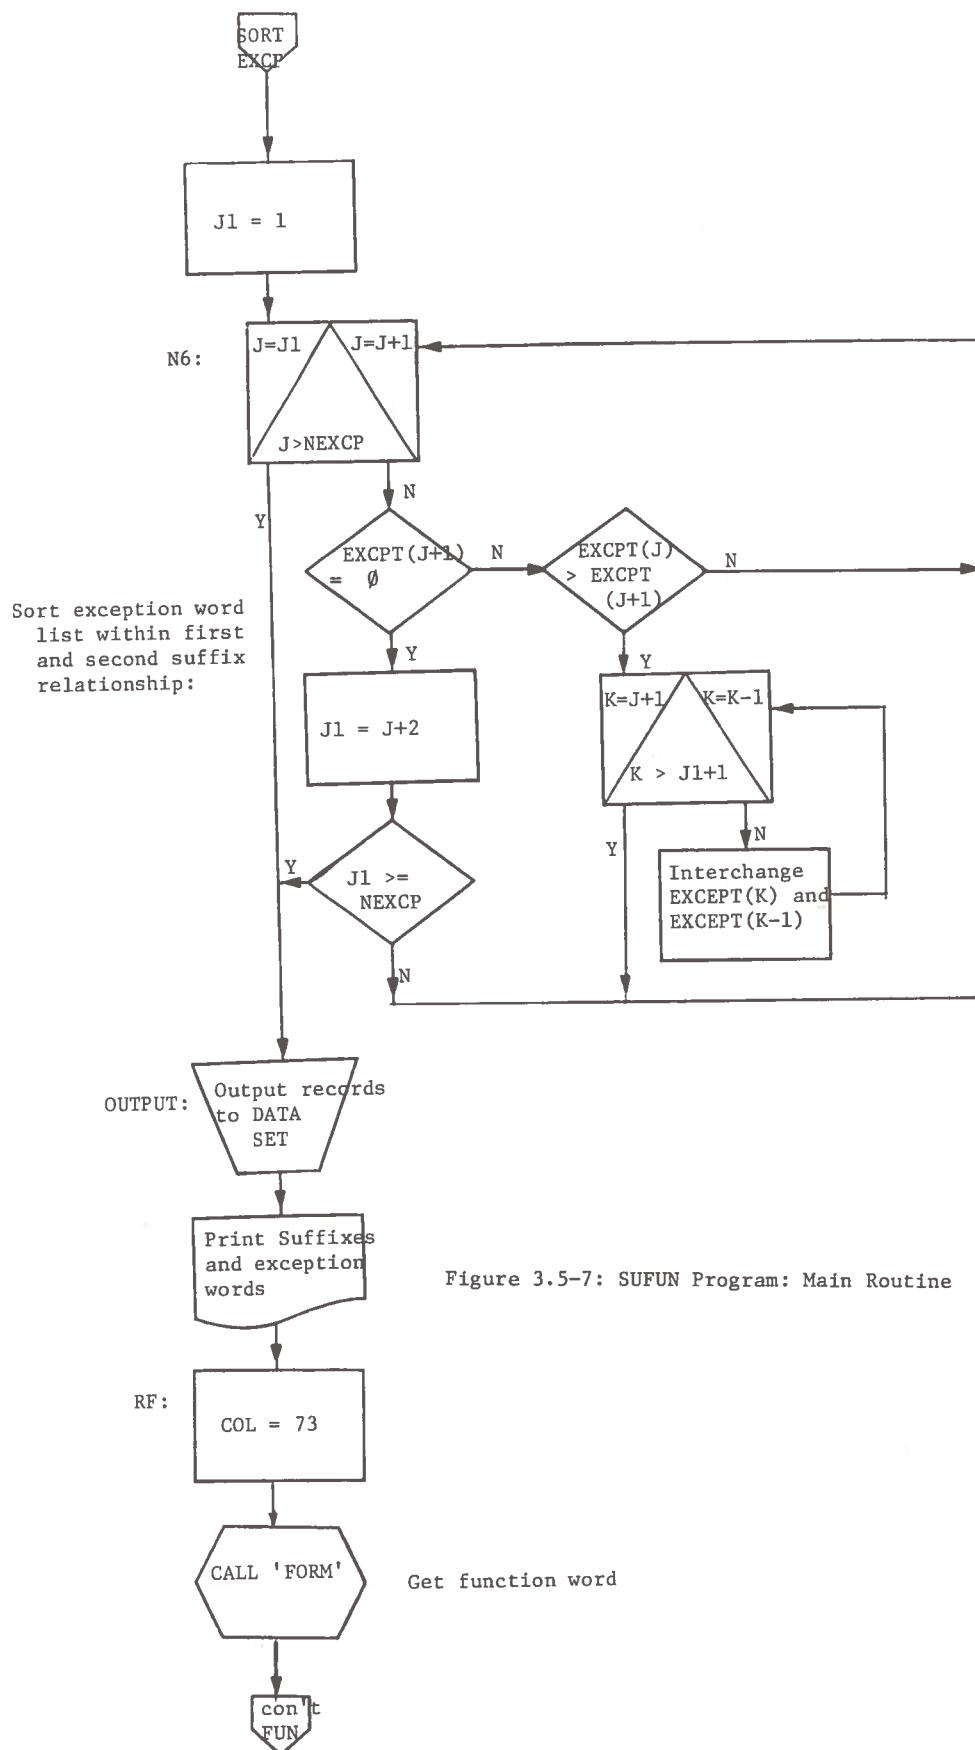 SORT
EXCP
J1 = 1
N6:
J=J1
J=J+1
J>NEXCP
Y
N
EXCPT(J+1)
= Ø
N
EXCPT(J)
> EXCPT
(J+1)
N
Sort exception word
list within first
and second suffix
relationship:
Y
J1 = J+2
Y
K=J+1
K=K-1
K > J1+1
Y
N
Y
J1 >=
NEXCP
Interchange
EXCEPT(K) and
EXCEPT(K-1)
N
OUTPUT:
Output records
to DATA
SET
Print Suffixes
and exception
words
Figure 3.5-7: SUFUN Program: Main Routine
RF:
COL = 73
CALL 'FORM'
Get function word
con't
FUN